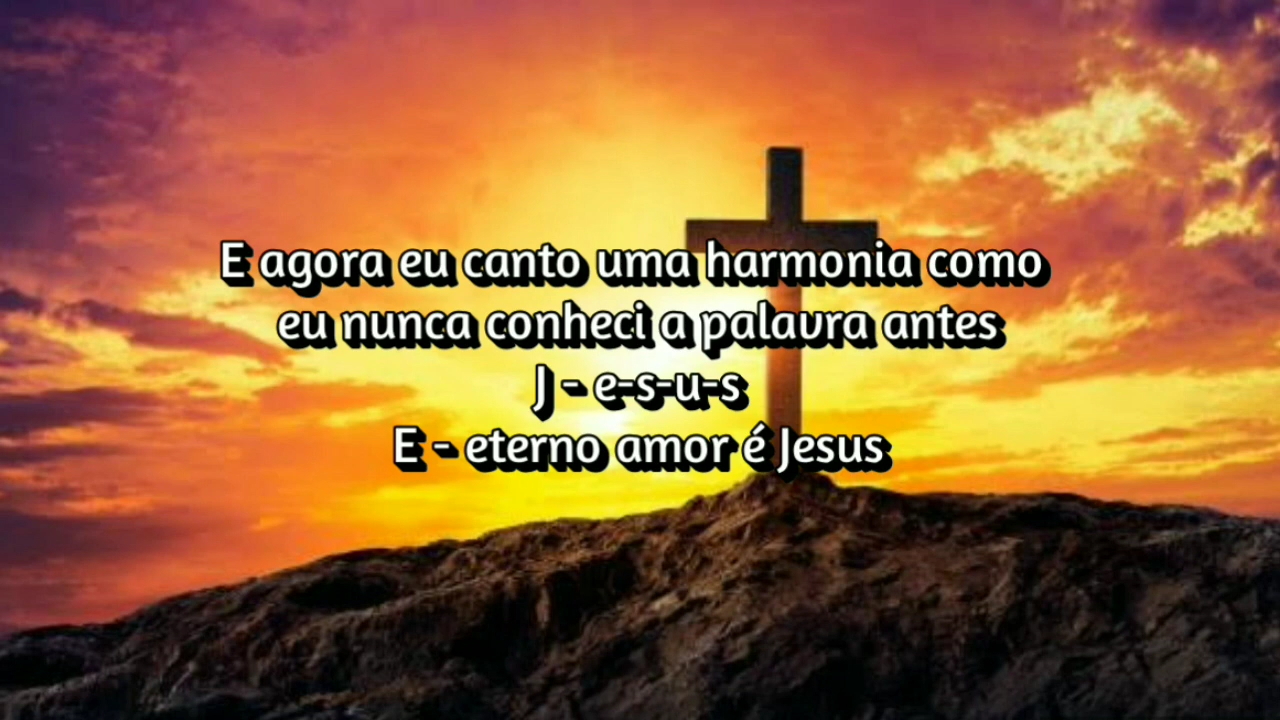 E agora eu canto uma harmonia como
eu nunca conheci a palavra antes
J - e-s-u-s
E - eterno amor é Jesus